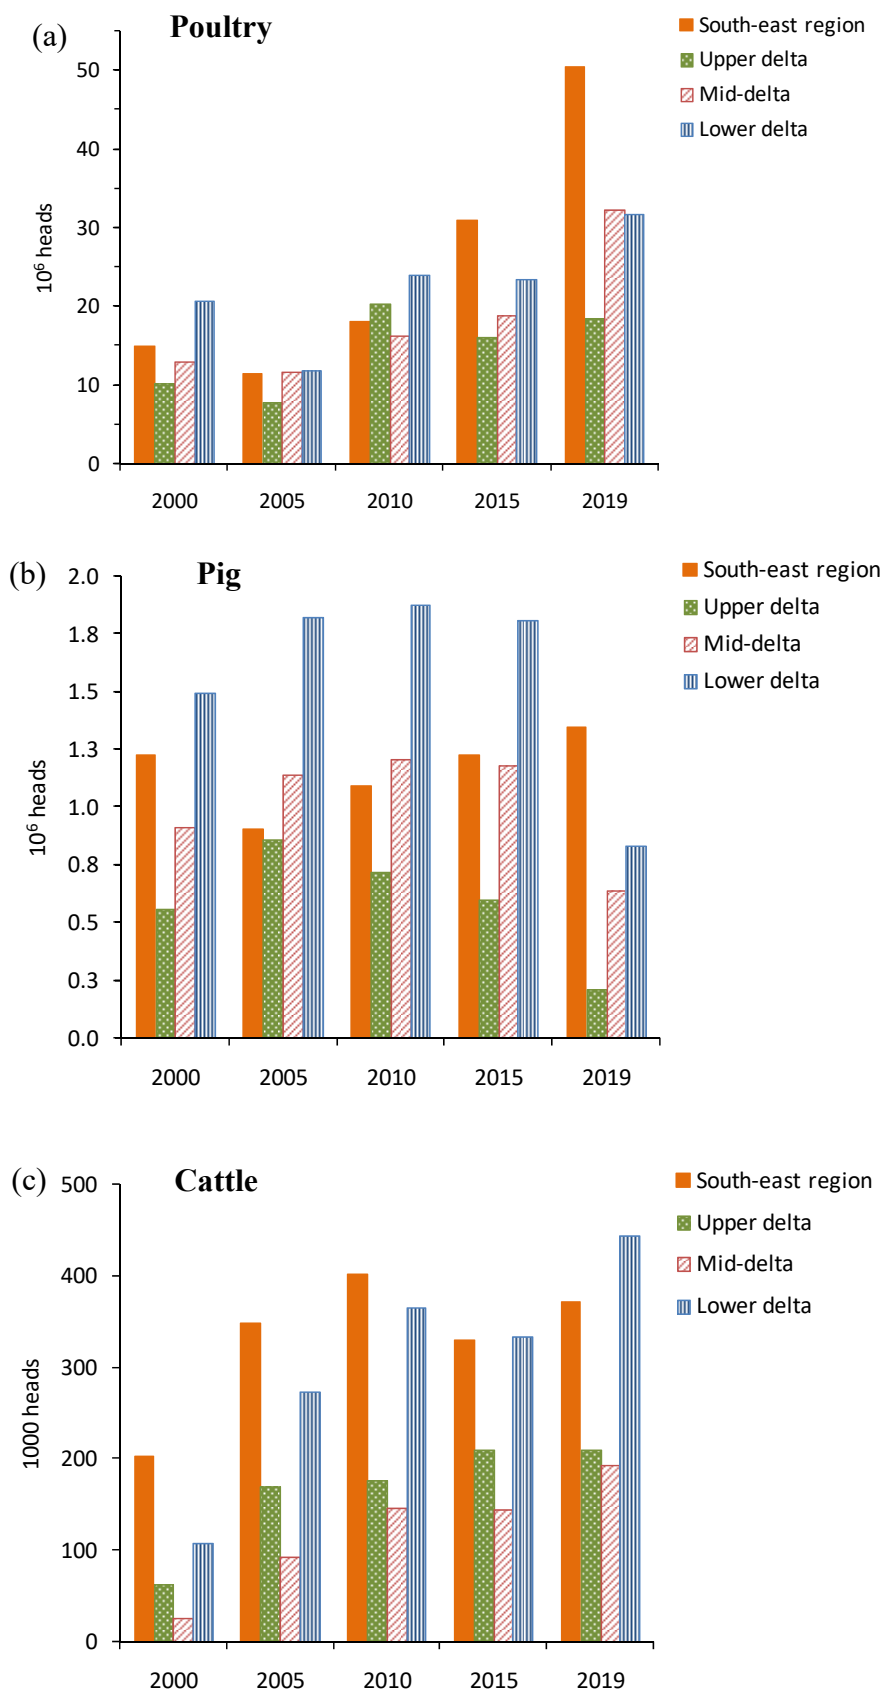 (a) Poultry
South-east region
Upper delta
Mid-delta
Lower delta
10⁶ heads
50
40
30
20
10
0
2000 2005 2010 2015 2019
(b) Pig
South-east region
Upper delta
Mid-delta
Lower delta
10⁶ heads
2.0
1.8
1.5
1.3
1.0
0.8
0.5
0.3
0.0
2000 2005 2010 2015 2019
(c) Cattle
South-east region
Upper delta
Mid-delta
Lower delta
1000 heads
500
400
300
200
100
0
2000 2005 2010 2015 2019